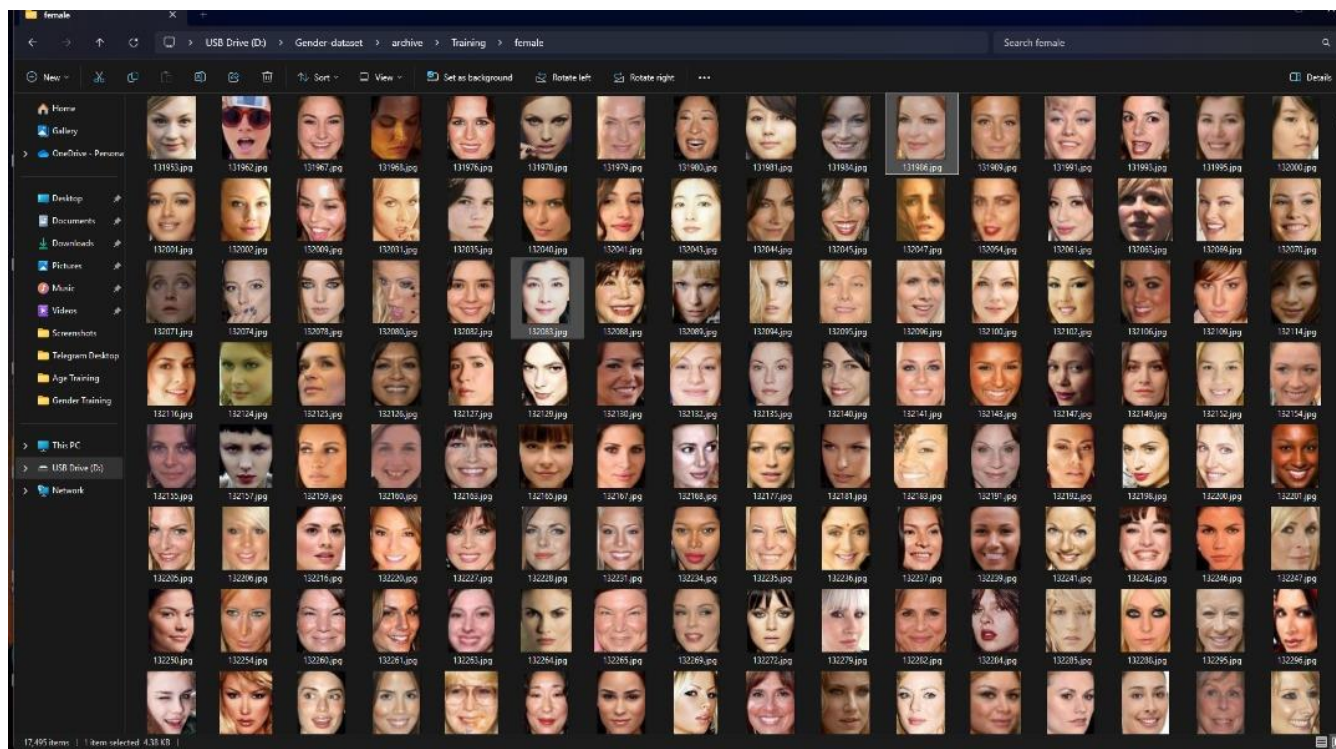 female
USB Drive (D:) > Gender-dataset > archive > Training > female
Search female
New
Sort
View
Set as background
Rotate left
Rotate right
Details
Home
Gallery
OneDrive - Persona
Desktop
Documents
Downloads
Pictures
Music
Videos
Screenshots
Telegram Desktop
Age Training
Gender Training
This PC
USB Drive (D:)
Network
131953.jpg 131962.jpg 131967.jpg 131968.jpg 131976.jpg 131978.jpg 131979.jpg 131980.jpg 131981.jpg 131984.jpg 131986.jpg 131989.jpg 131991.jpg 131993.jpg 131995.jpg 132000.jpg
132001.jpg 132002.jpg 132009.jpg 132031.jpg 132035.jpg 132040.jpg 132041.jpg 132043.jpg 132044.jpg 132045.jpg 132047.jpg 132054.jpg 132061.jpg 132063.jpg 132069.jpg 132070.jpg
132071.jpg 132074.jpg 132078.jpg 132080.jpg 132082.jpg 132083.jpg 132088.jpg 132089.jpg 132094.jpg 132095.jpg 132096.jpg 132100.jpg 132102.jpg 132106.jpg 132109.jpg 132114.jpg
132116.jpg 132124.jpg 132125.jpg 132126.jpg 132127.jpg 132129.jpg 132130.jpg 132132.jpg 132135.jpg 132140.jpg 132141.jpg 132143.jpg 132147.jpg 132149.jpg 132152.jpg 132154.jpg
132155.jpg 132157.jpg 132159.jpg 132160.jpg 132163.jpg 132165.jpg 132167.jpg 132168.jpg 132177.jpg 132181.jpg 132183.jpg 132191.jpg 132192.jpg 132198.jpg 132200.jpg 132201.jpg
132205.jpg 132206.jpg 132216.jpg 132220.jpg 132227.jpg 132228.jpg 132231.jpg 132234.jpg 132235.jpg 132236.jpg 132237.jpg 132239.jpg 132241.jpg 132242.jpg 132246.jpg 132247.jpg
132250.jpg 132254.jpg 132260.jpg 132261.jpg 132263.jpg 132264.jpg 132265.jpg 132269.jpg 132272.jpg 132279.jpg 132282.jpg 132284.jpg 132285.jpg 132288.jpg 132295.jpg 132296.jpg
17,495 items | 1 item selected 4.38 KB |